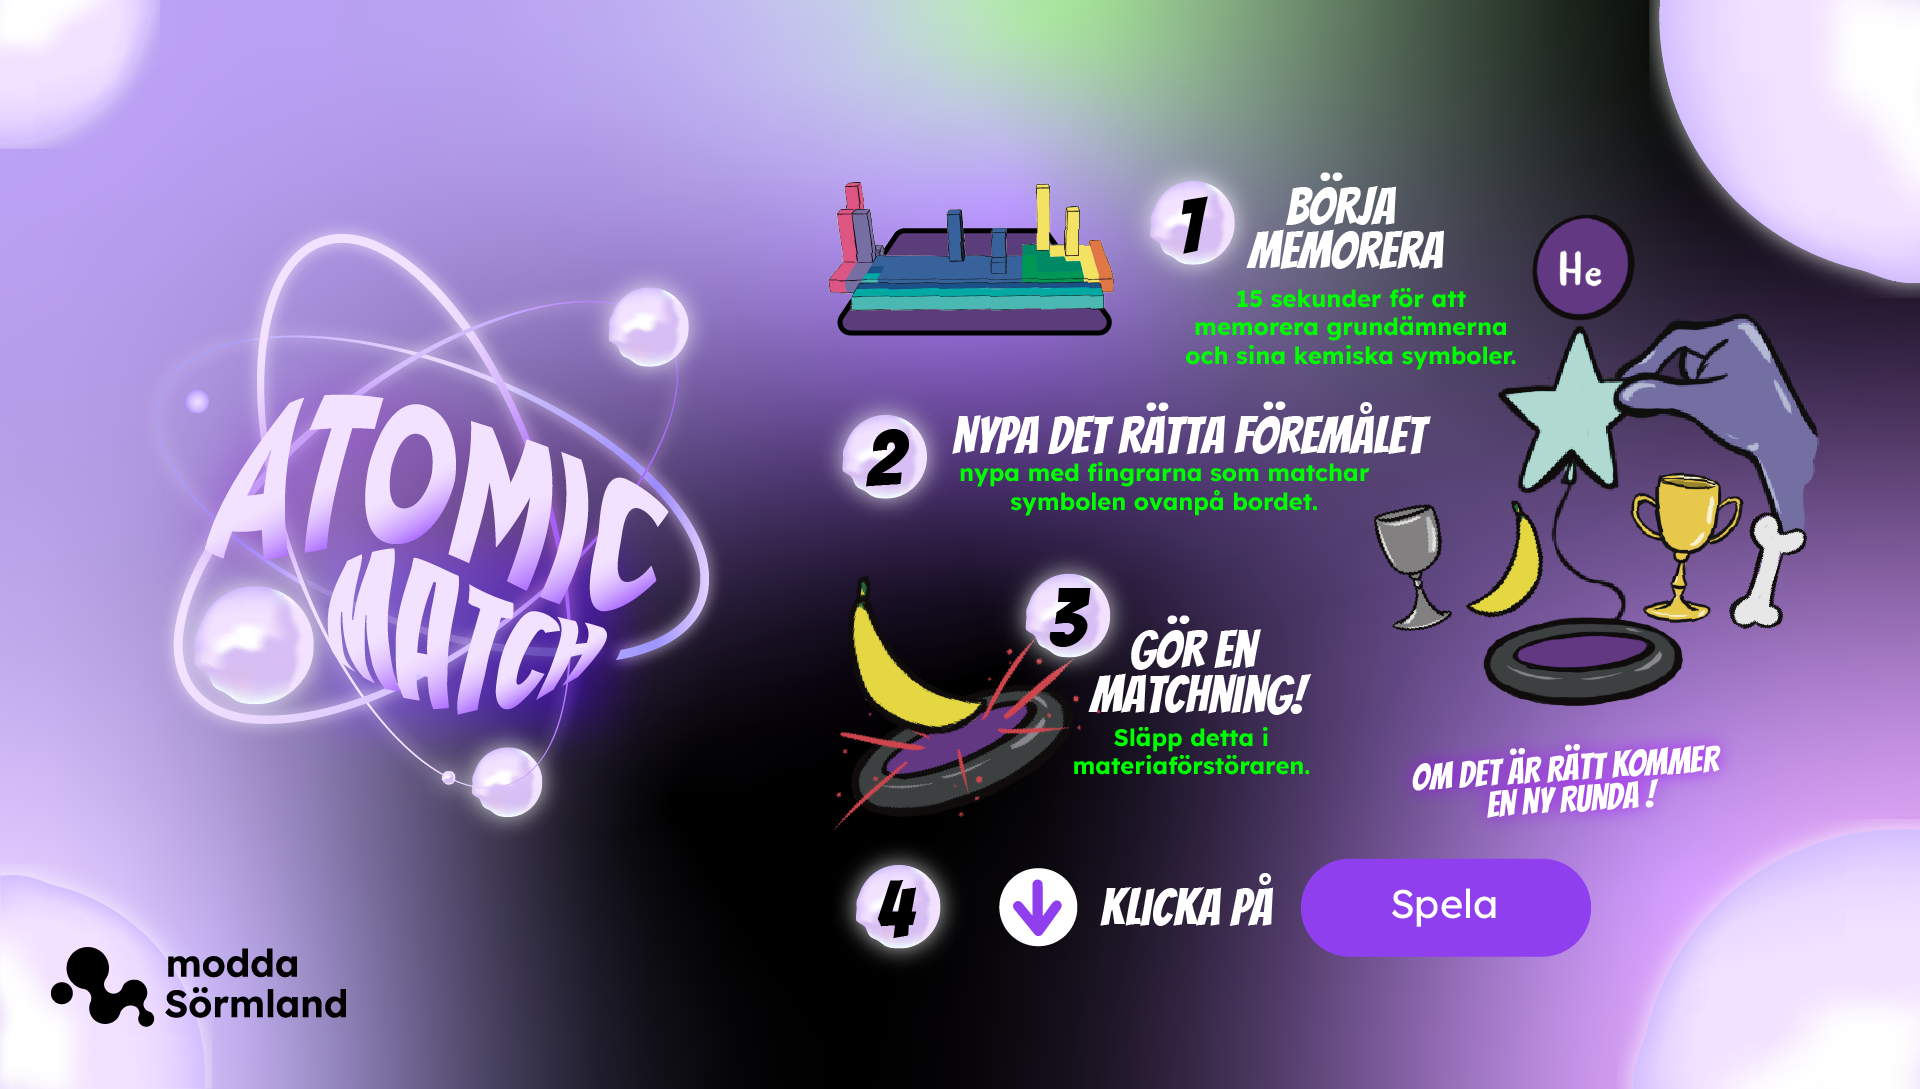 ATOMIC
MATCH
1
BÖRJA
MEMORERA
15 sekunder för att
memorera grundämnerna
och sina kemiska symboler.
He
2
NYPA DET RÄTTA FÖREMÅLET
nypa med fingrarna som matchar
symbolen ovanpå bordet.
3
GÖR EN
MATCHNING!
Släpp detta i
materiaförstöraren.
OM DET ÄR RÄTT KOMMER
EN NY RUNDA !
4
KLICKA PÅ
Spela
modda
Sörmland